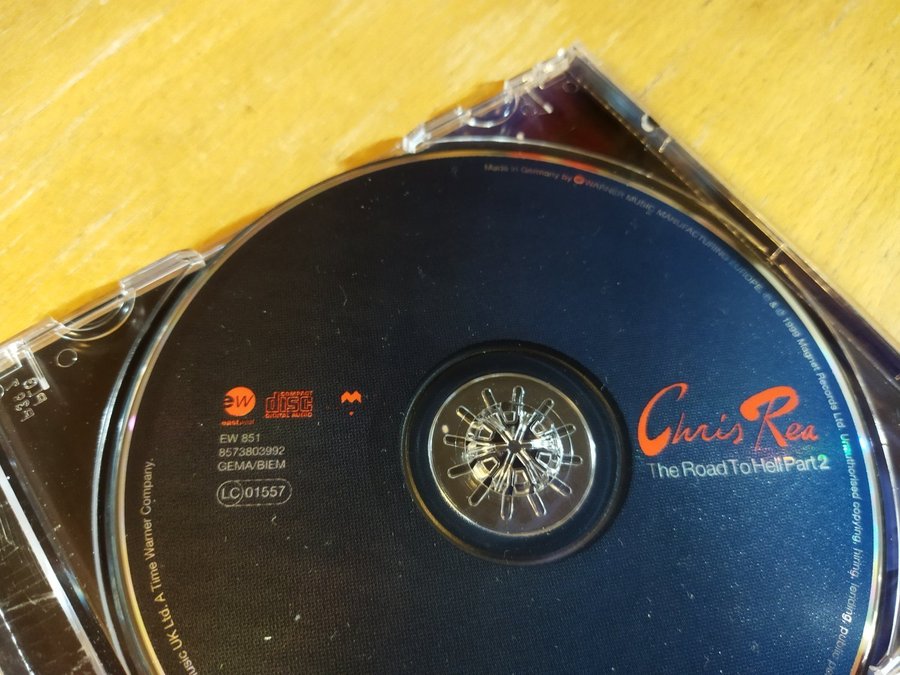 Made in Germany by WARNER MUSIC MANUFACTURING EUROPE. ℗ & © 1999 Magnet Records Ltd. Unauthorised copying, hiring, lending, public
Chris Rea
The Road To Hell Part 2
ew
eastwest
COMPACT
disc
DIGITAL AUDIO
EW 851
8573803992
GEMA/BIEM
LC 01557
Music UK Ltd. A Time Warner Company.